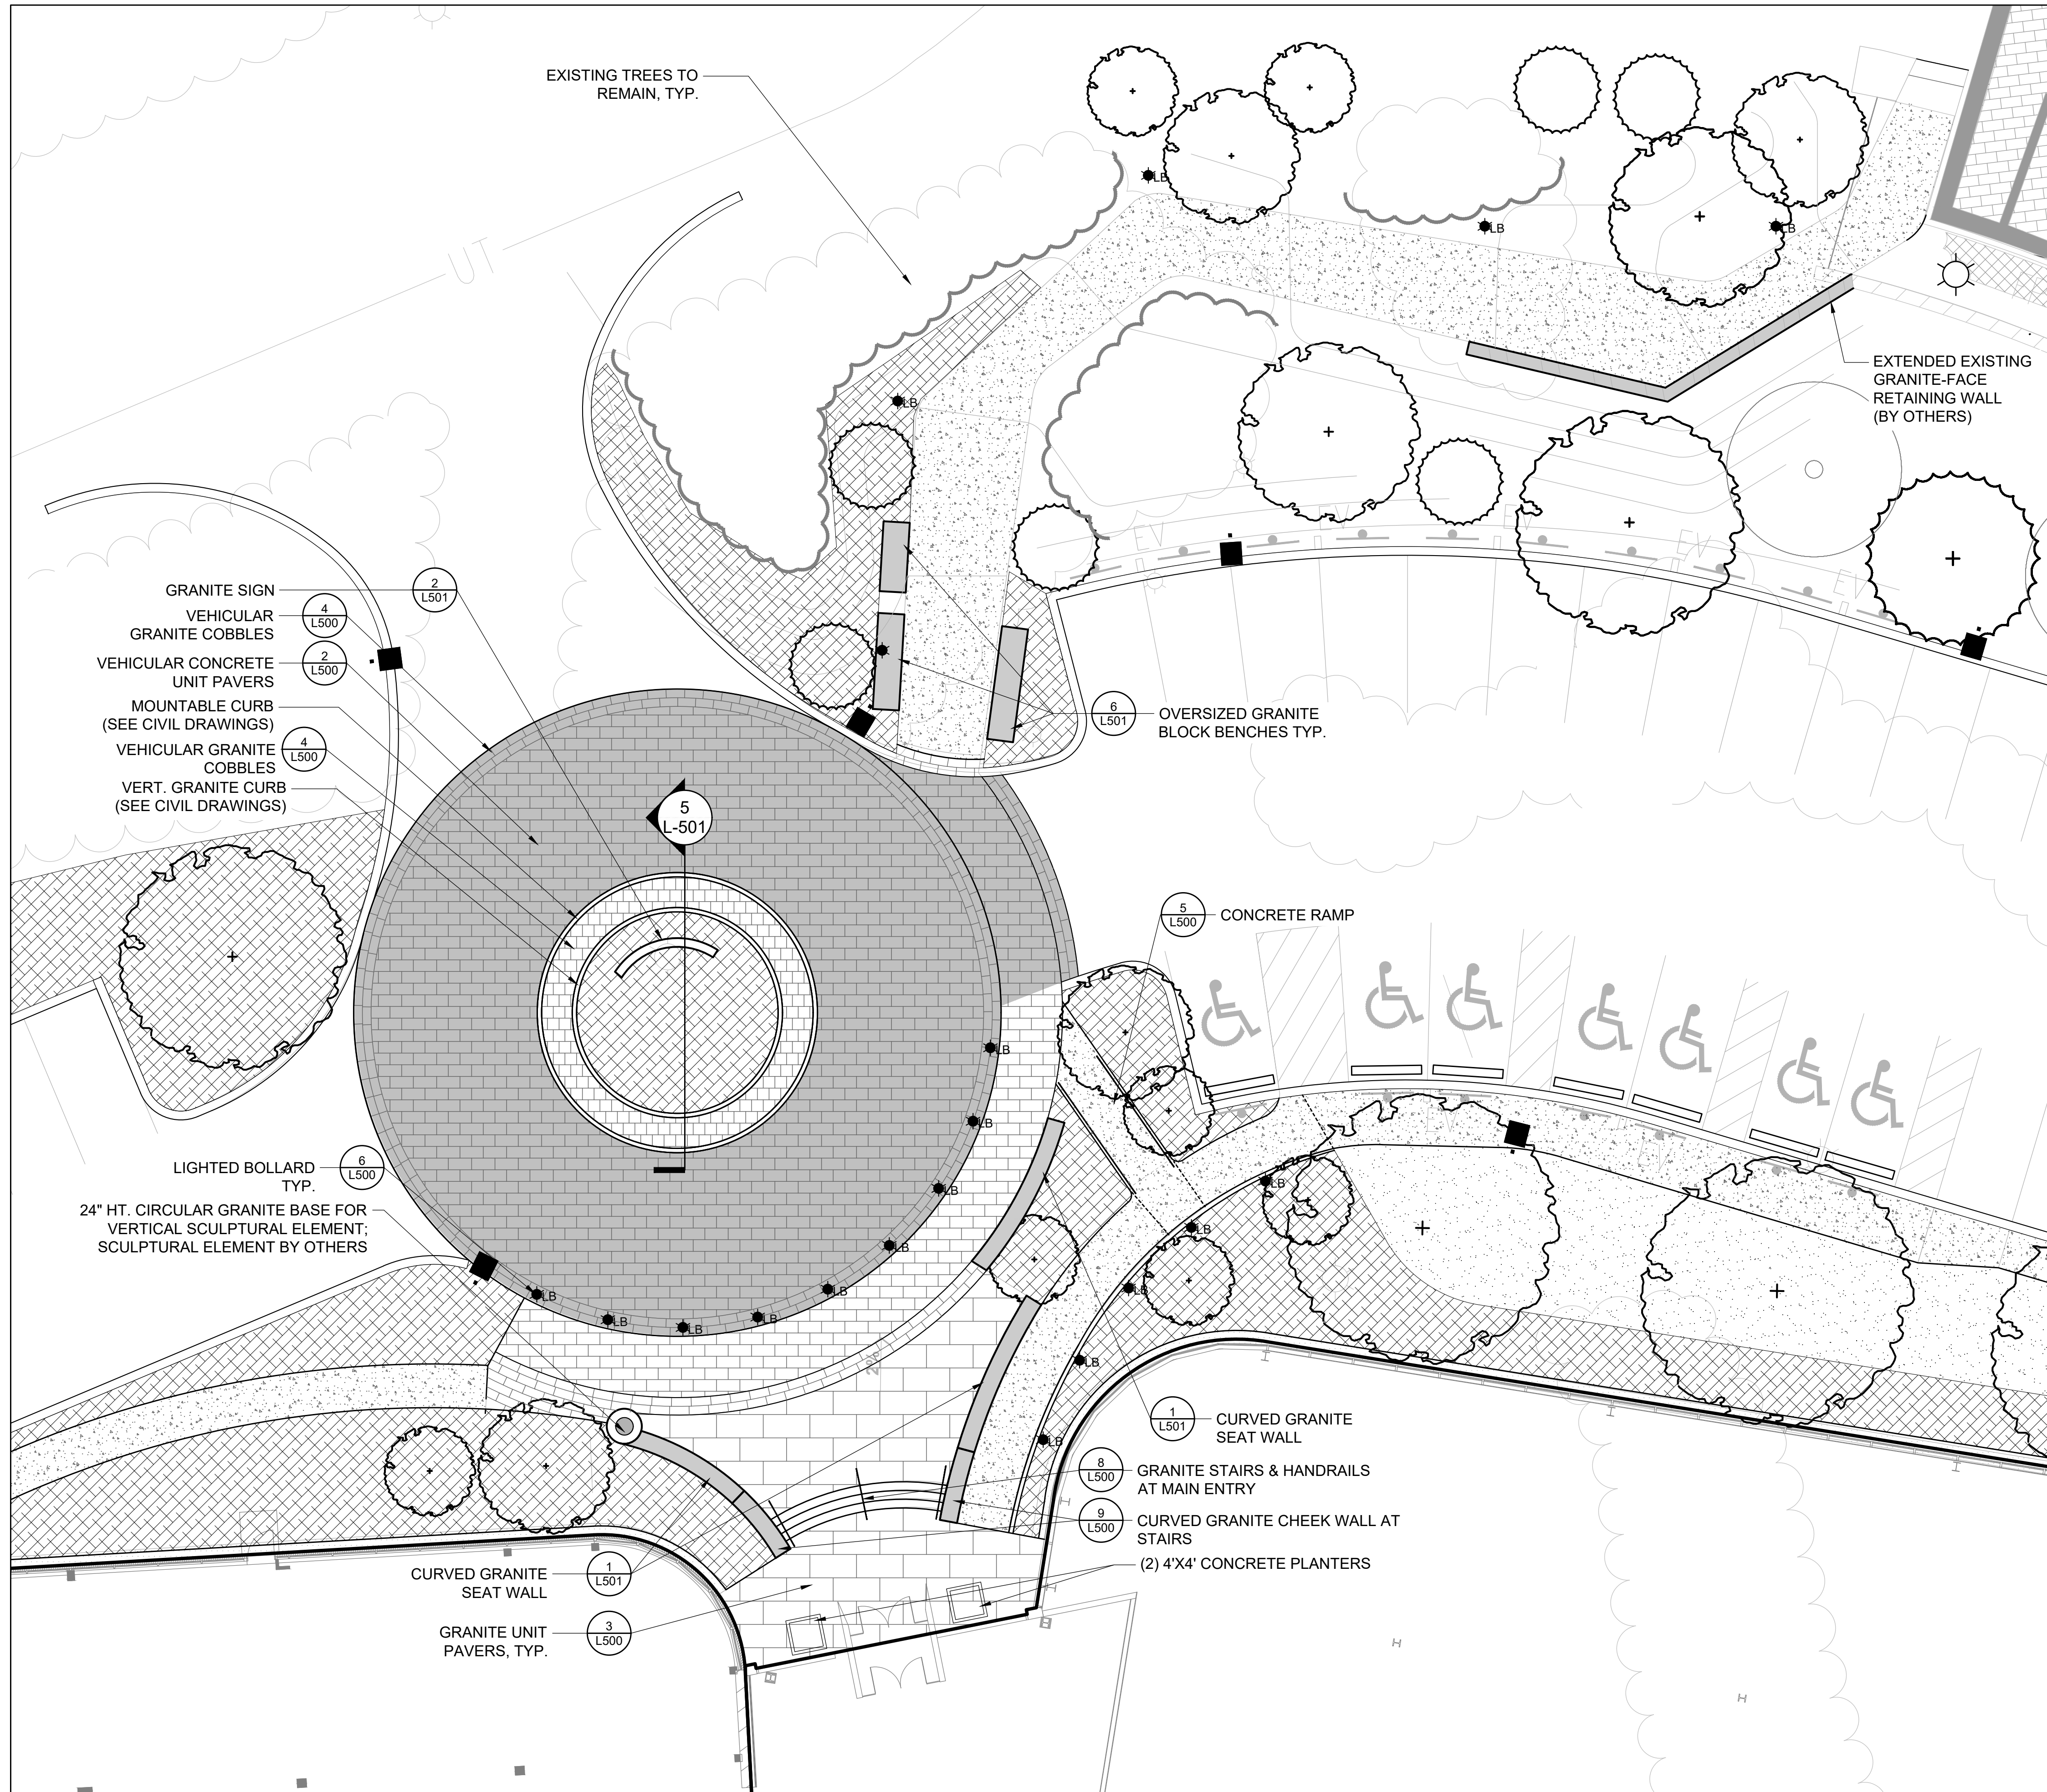 EXISTING TREES TO
REMAIN, TYP.
UT
LB
LB
LB
EXTENDED EXISTING
GRANITE-FACE
RETAINING WALL
(BY OTHERS)
LB
EV
EV
EV
EV
EV
GRANITE SIGN
2
L501
VEHICULAR
GRANITE COBBLES
4
L500
VEHICULAR CONCRETE
UNIT PAVERS
2
L500
MOUNTABLE CURB
(SEE CIVIL DRAWINGS)
VEHICULAR GRANITE
COBBLES
4
L500
VERT. GRANITE CURB
(SEE CIVIL DRAWINGS)
6
L501
OVERSIZED GRANITE
BLOCK BENCHES TYP.
5
L-501
5
L500
CONCRETE RAMP
LB
LB
LB
LB
LB
LB
LB
LB
LB
LIGHTED BOLLARD
TYP.
6
L500
24" HT. CIRCULAR GRANITE BASE FOR
VERTICAL SCULPTURAL ELEMENT;
SCULPTURAL ELEMENT BY OTHERS
LB
LB
LB
LB
LB
1
L501
CURVED GRANITE
SEAT WALL
8
L500
GRANITE STAIRS & HANDRAILS
AT MAIN ENTRY
9
L500
CURVED GRANITE CHEEK WALL AT
STAIRS
(2) 4'X4' CONCRETE PLANTERS
CURVED GRANITE
SEAT WALL
1
L501
GRANITE UNIT
PAVERS, TYP.
3
L500